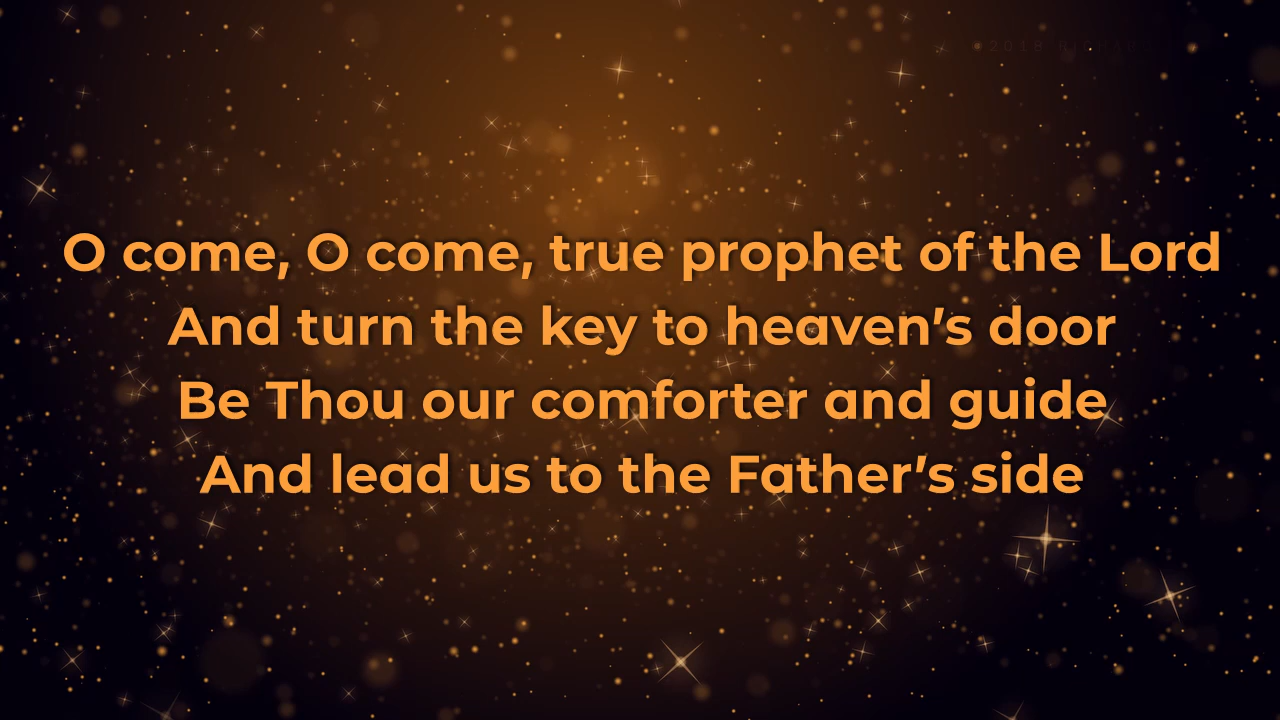 O come, O come, true prophet of the Lord
And turn the key to heaven's door
Be Thou our comforter and guide
And lead us to the Father's side